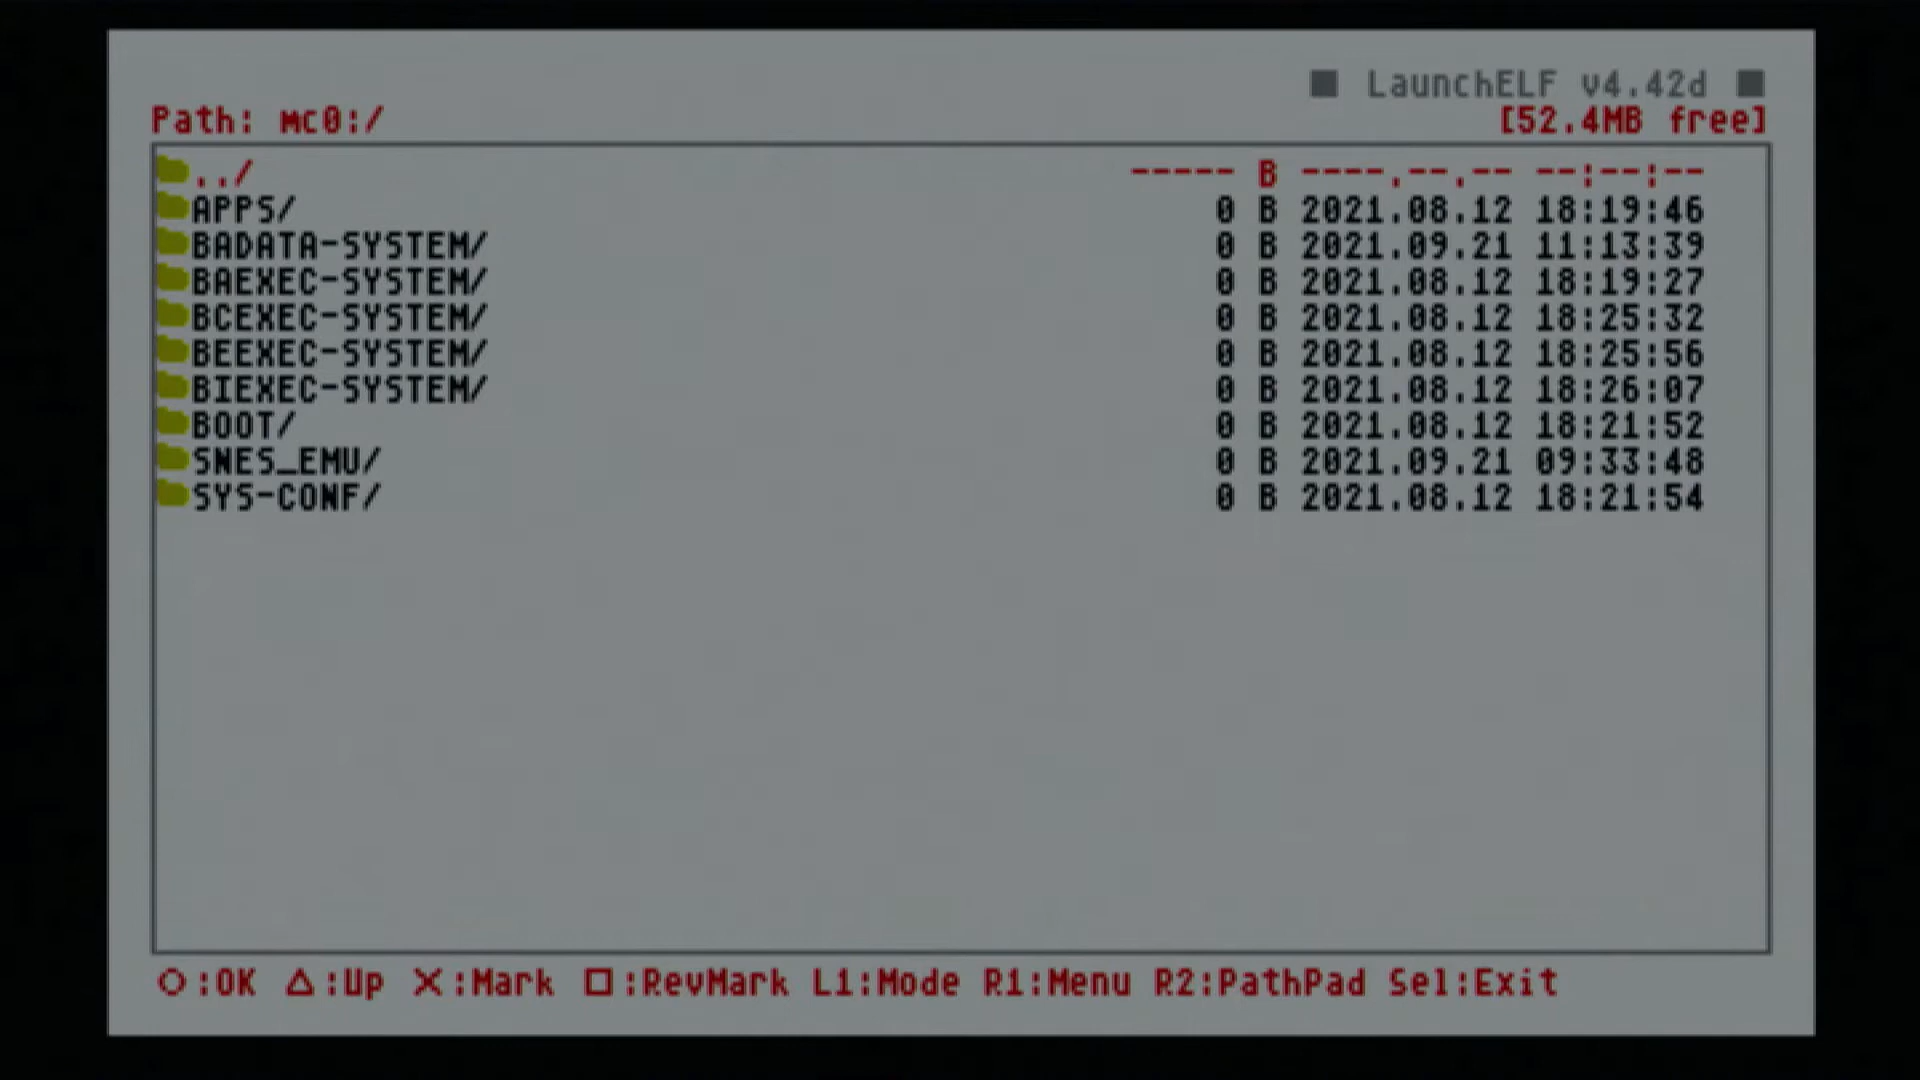 ■ LaunchELF v4.42d ■
Path: mc0:/ [52.4MB free]
../ ----- B ----.--.-- --:--:--
APPS/ 0 B 2021.08.12 18:19:46
BADATA-SYSTEM/ 0 B 2021.09.21 11:13:39
BAEXEC-SYSTEM/ 0 B 2021.08.12 18:19:27
BCEXEC-SYSTEM/ 0 B 2021.08.12 18:25:32
BEEXEC-SYSTEM/ 0 B 2021.08.12 18:25:56
BIEXEC-SYSTEM/ 0 B 2021.08.12 18:26:07
BOOT/ 0 B 2021.08.12 18:21:52
SNES_EMU/ 0 B 2021.09.21 09:33:48
SYS-CONF/ 0 B 2021.08.12 18:21:54
○:OK △:Up ×:Mark □:RevMark L1:Mode R1:Menu R2:PathPad Sel:Exit